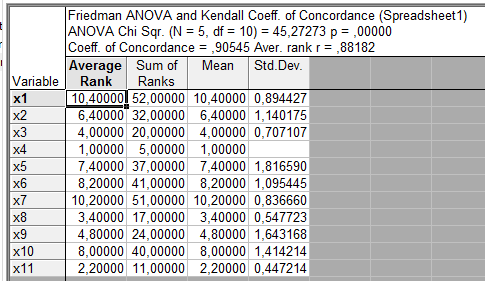 Friedman ANOVA and Kendall Coeff. of Concordance (Spreadsheet1)
ANOVA Chi Sqr. (N = 5, df = 10) = 45,27273 p = ,00000
Coeff. of Concordance = ,90545 Aver. rank r = ,88182
Variable Average Rank Sum of Ranks Mean Std.Dev.
x1 10,40000 52,00000 10,40000 0,894427
x2 6,40000 32,00000 6,40000 1,140175
x3 4,00000 20,00000 4,00000 0,707107
x4 1,00000 5,00000 1,00000
x5 7,40000 37,00000 7,40000 1,816590
x6 8,20000 41,00000 8,20000 1,095445
x7 10,20000 51,00000 10,20000 0,836660
x8 3,40000 17,00000 3,40000 0,547723
x9 4,80000 24,00000 4,80000 1,643168
x10 8,00000 40,00000 8,00000 1,414214
x11 2,20000 11,00000 2,20000 0,447214